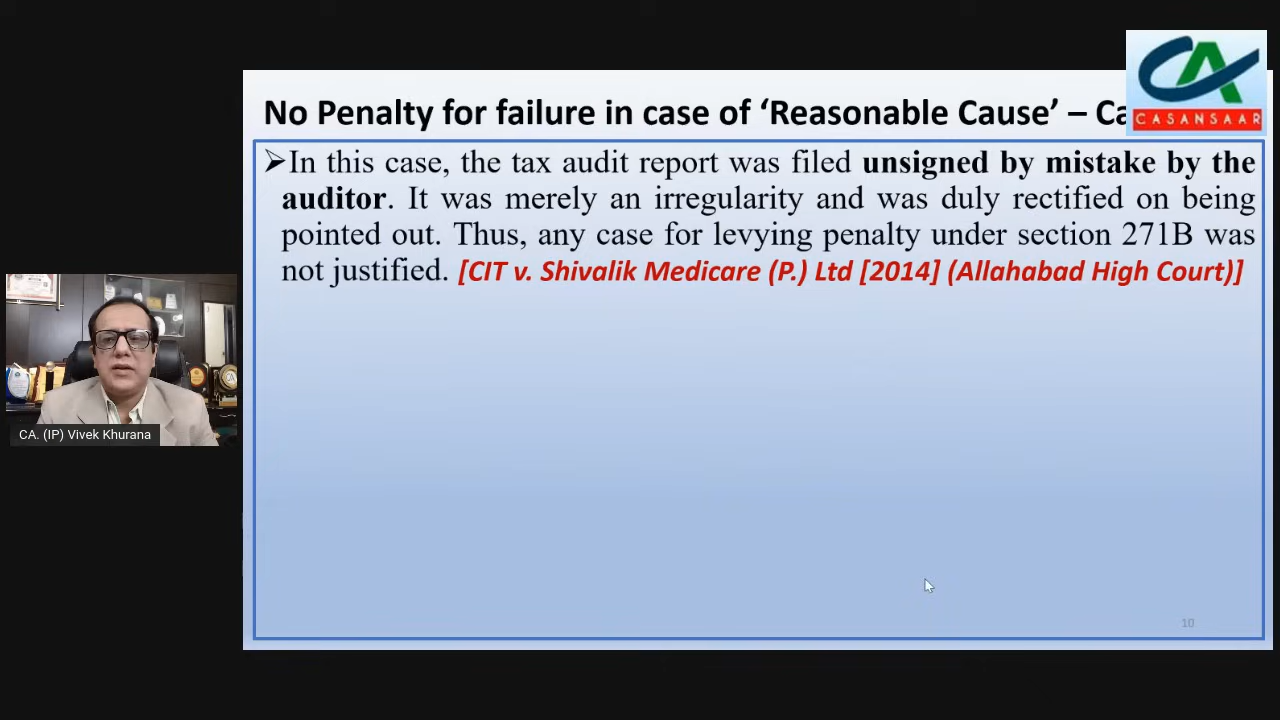 No Penalty for failure in case of ‘Reasonable Cause’ –
CASANSAAR
➢In this case, the tax audit report was filed unsigned by mistake by the
auditor. It was merely an irregularity and was duly rectified on being
pointed out. Thus, any case for levying penalty under section 271B was
not justified. [CIT v. Shivalik Medicare (P.) Ltd [2014] (Allahabad High Court)]
CA. (IP) Vivek Khurana
10